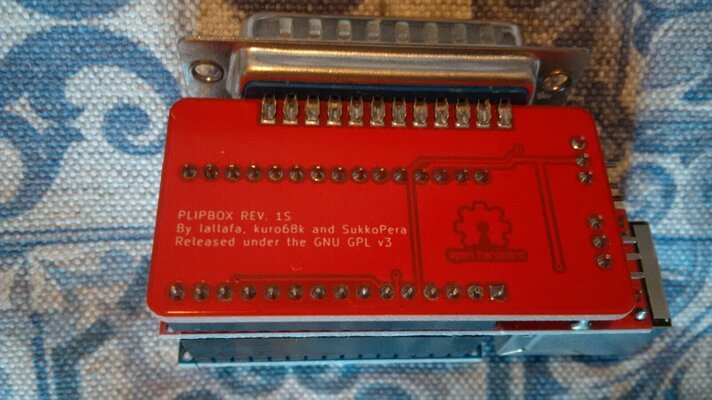 PLIPBOX REV. 1S
By lallafa, kuro68k and SukkoPera
Released under the GNU GPL v3
open hardware